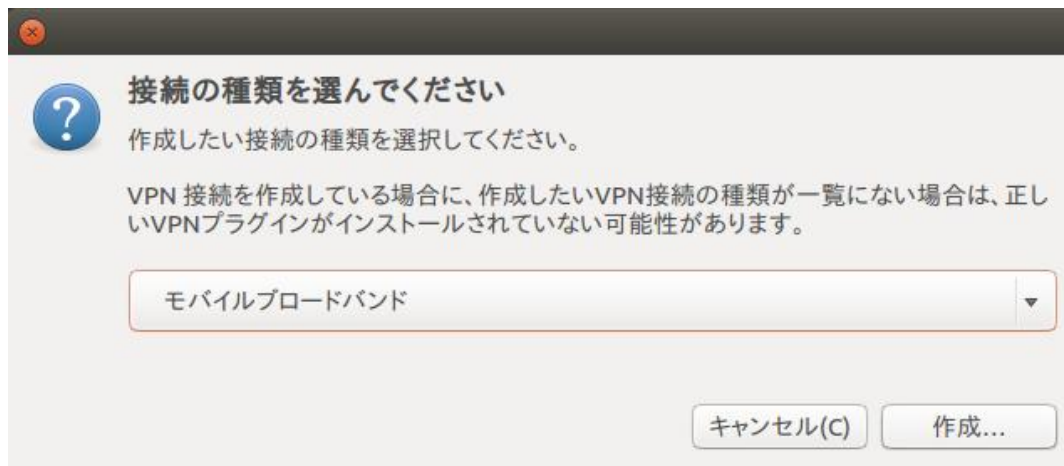 接続の種類を選んでください
作成したい接続の種類を選択してください。
VPN 接続を作成している場合に、作成したいVPN接続の種類が一覧にない場合は、正し
いVPNプラグインがインストールされていない可能性があります。
モバイルブロードバンド
キャンセル(C)
作成...